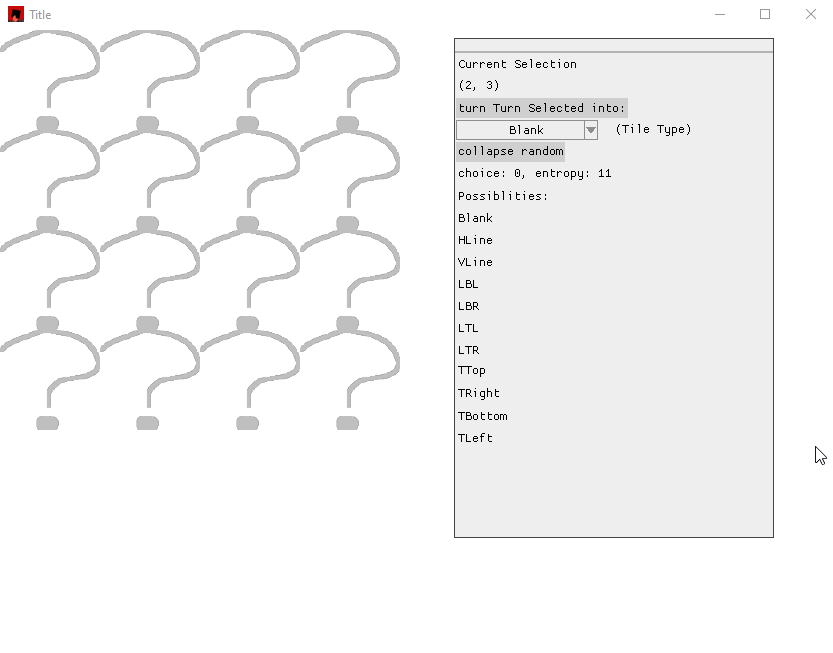 Title
Current Selection
(2, 3)
turn Turn Selected into:
Blank (Tile Type)
collapse random
choice: 0, entropy: 11
Possiblities:
Blank
HLine
VLine
LBL
LBR
LTL
LTR
TTop
TRight
TBottom
TLeft